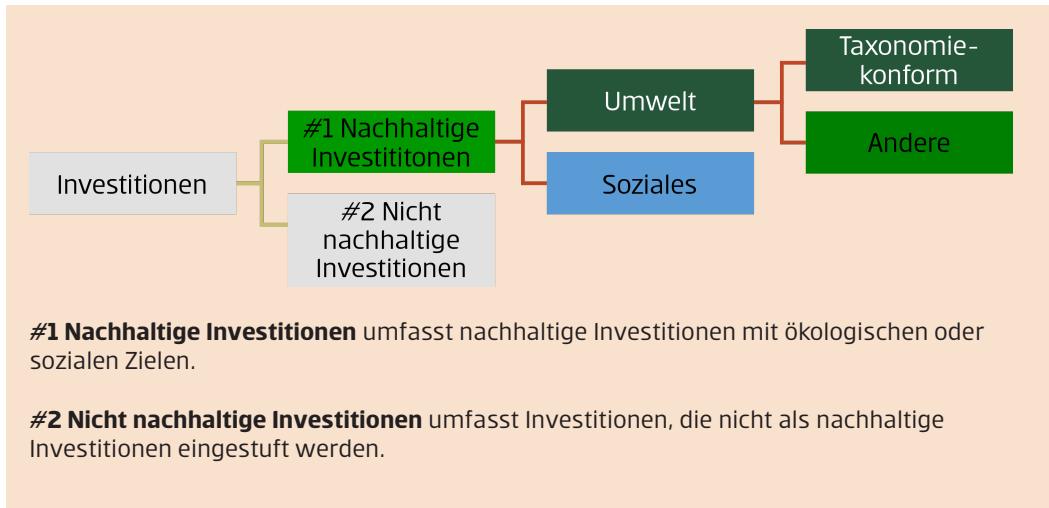 Taxonomie-
konform
Umwelt
#1 Nachhaltige
Investititonen
Andere
Investitionen
Soziales
#2 Nicht
nachhaltige
Investitionen
#1 Nachhaltige Investitionen umfasst nachhaltige Investitionen mit ökologischen oder
sozialen Zielen.
#2 Nicht nachhaltige Investitionen umfasst Investitionen, die nicht als nachhaltige
Investitionen eingestuft werden.